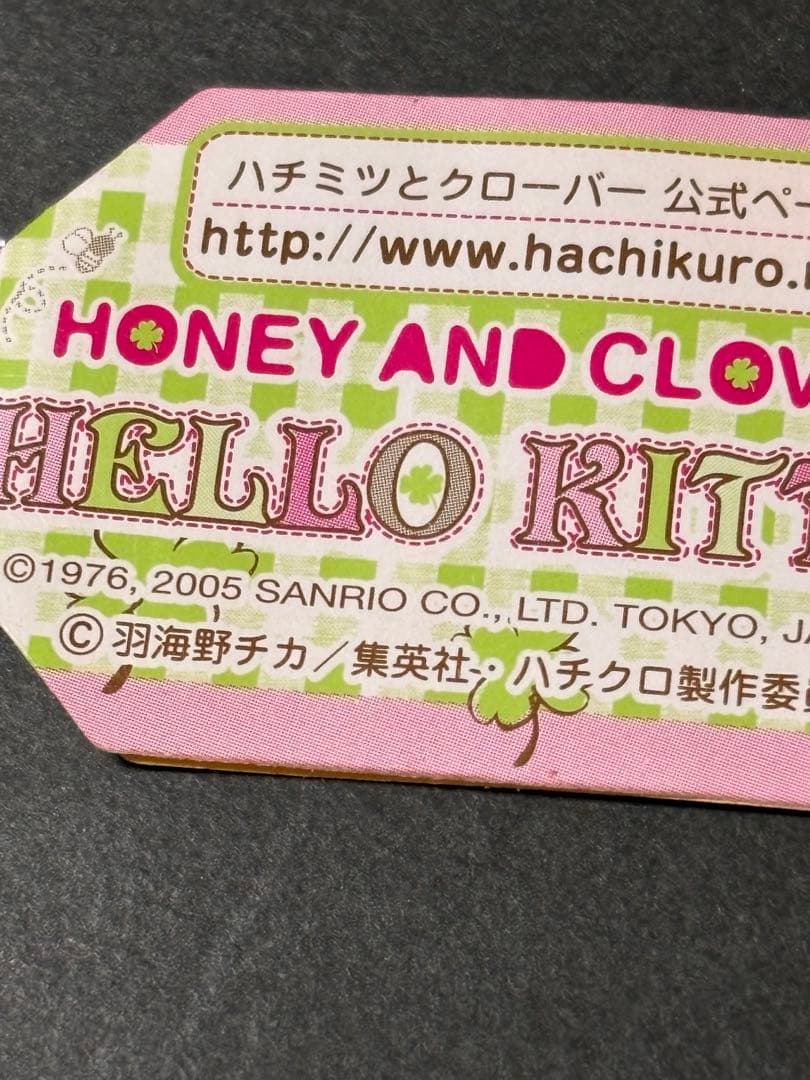 ハチミツとクローバー 公式ペー
http://www.hachikuro.
HONEY AND CLOV
HELLO KITT
©1976, 2005 SANRIO CO., LTD. TOKYO, JA
©羽海野チカ／集英社・ハチクロ製作委員